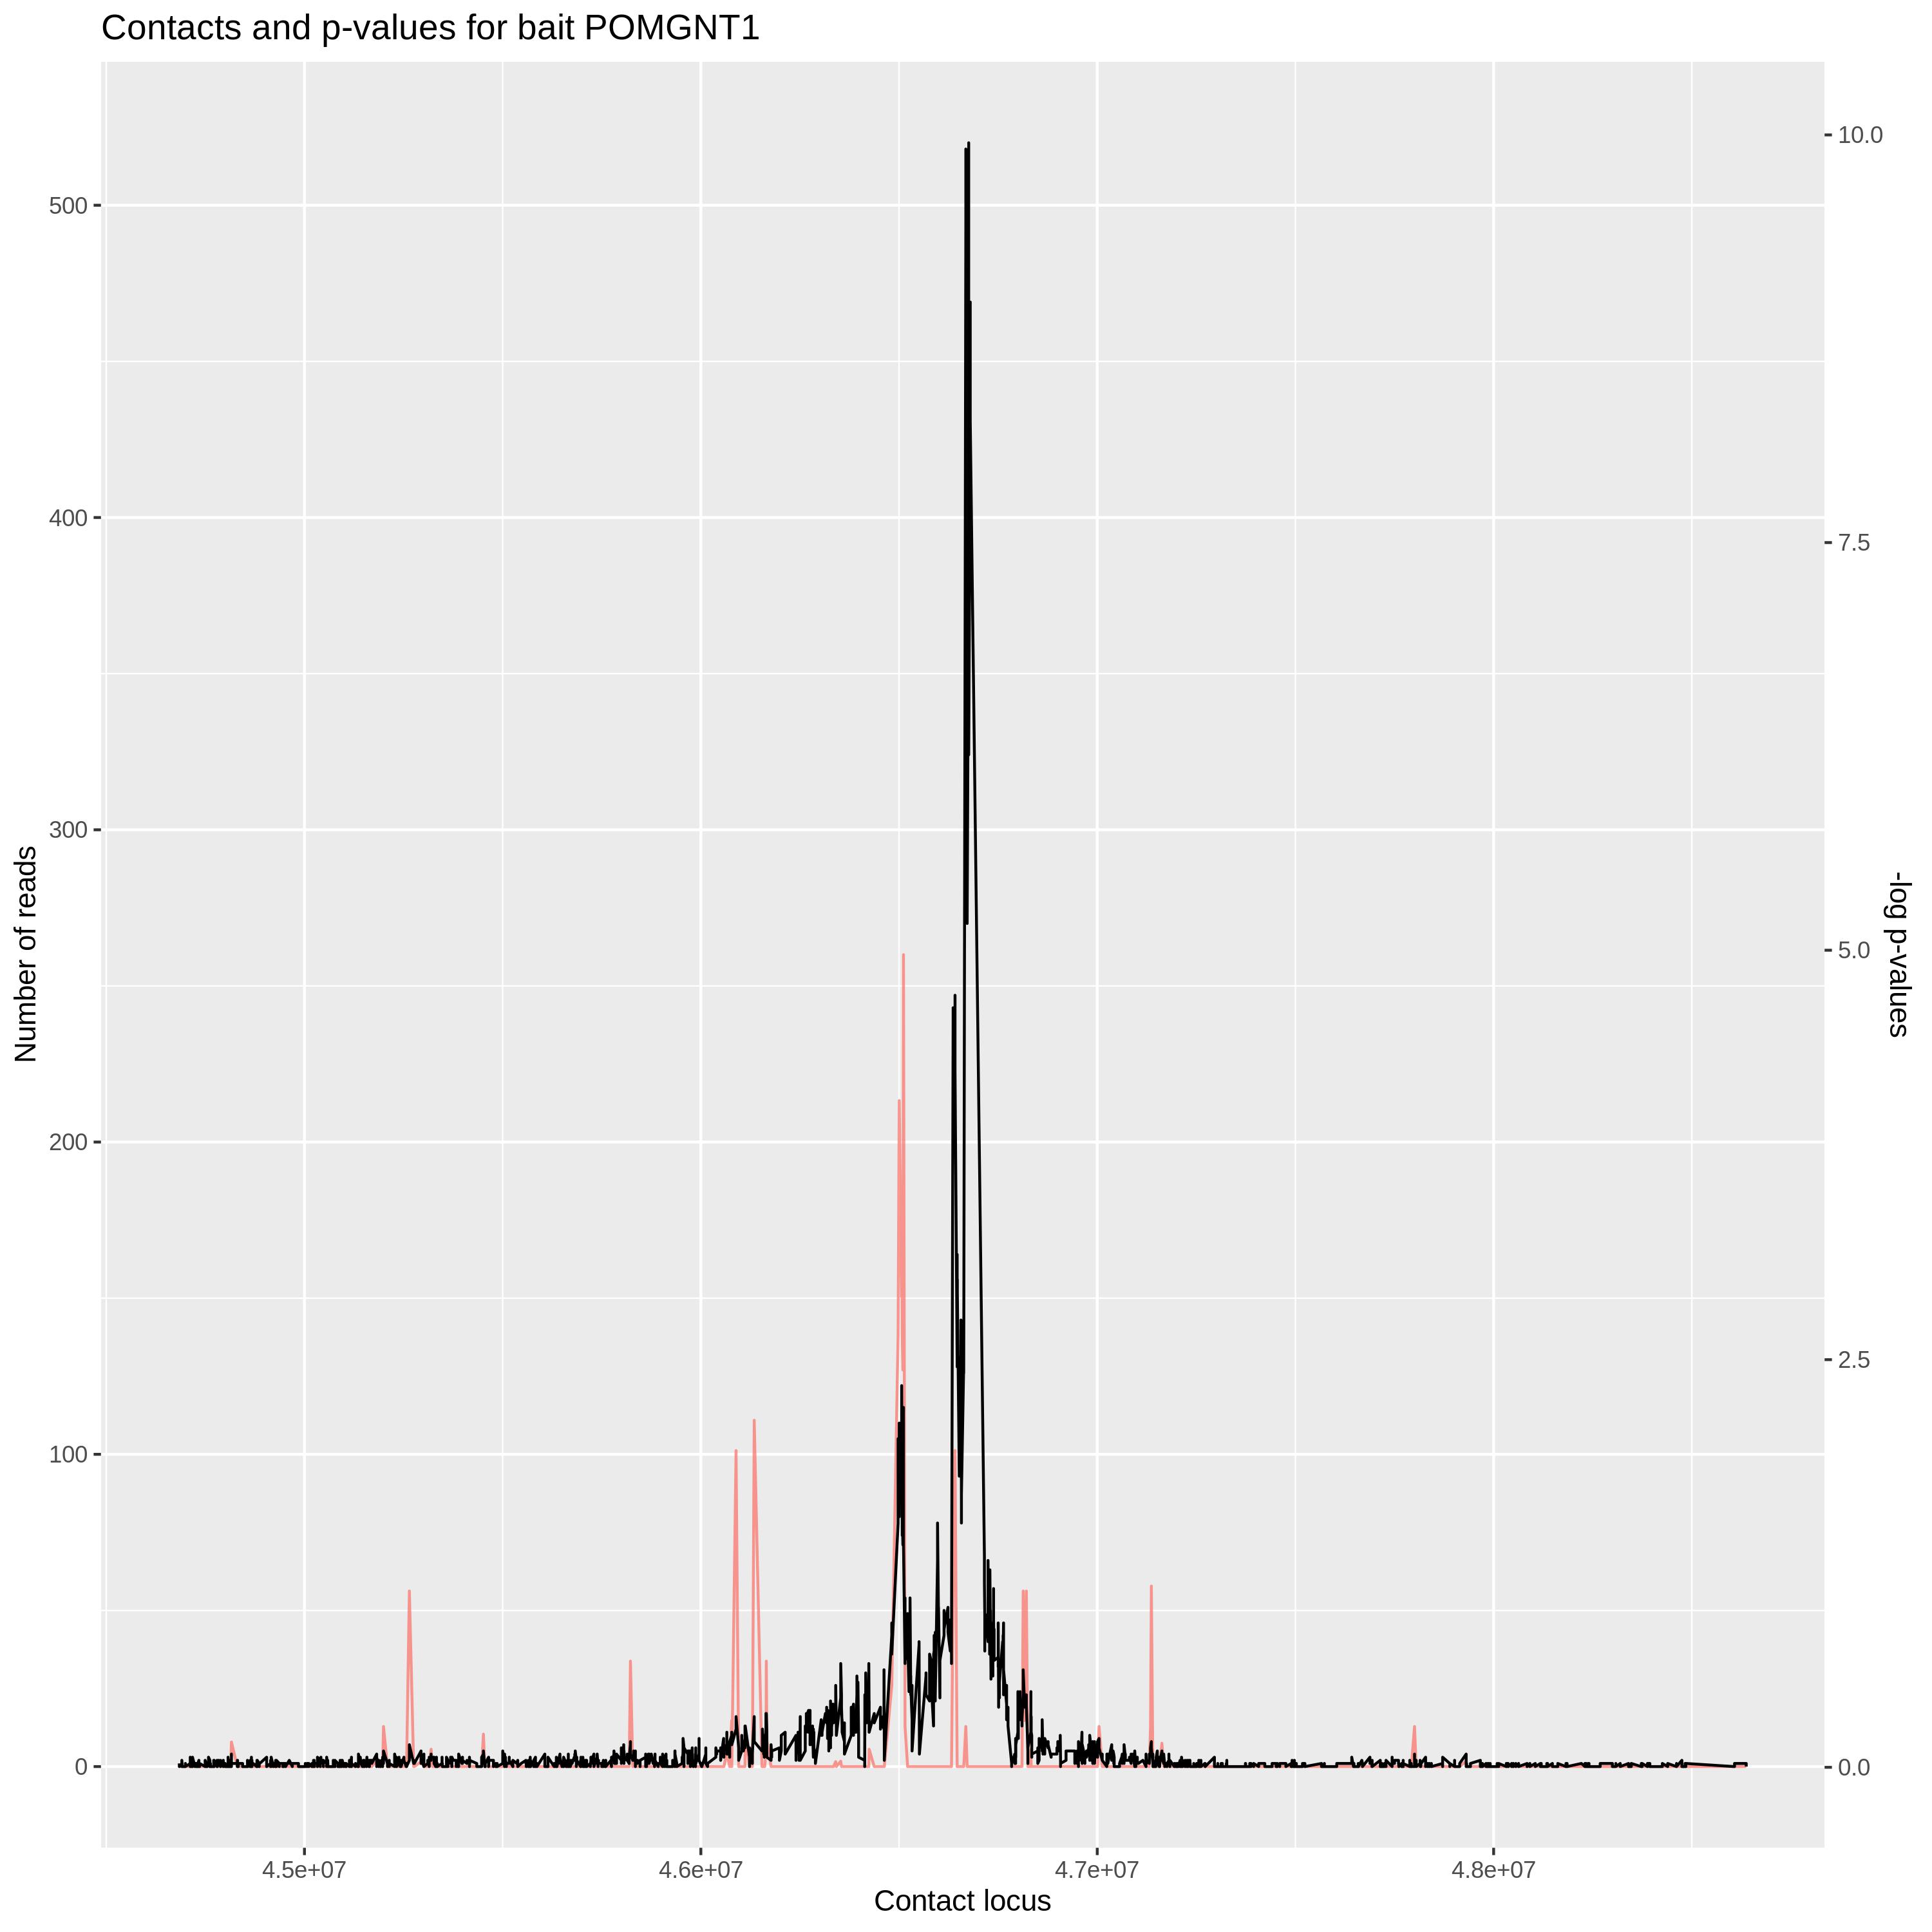 Contacts and p-values for bait POMGNT1
10.0
500
400
7.5
300
Number of reads
-log p-values
5.0
200
2.5
100
0
0.0
4.5e+07
4.6e+07
4.7e+07
4.8e+07
Contact locus